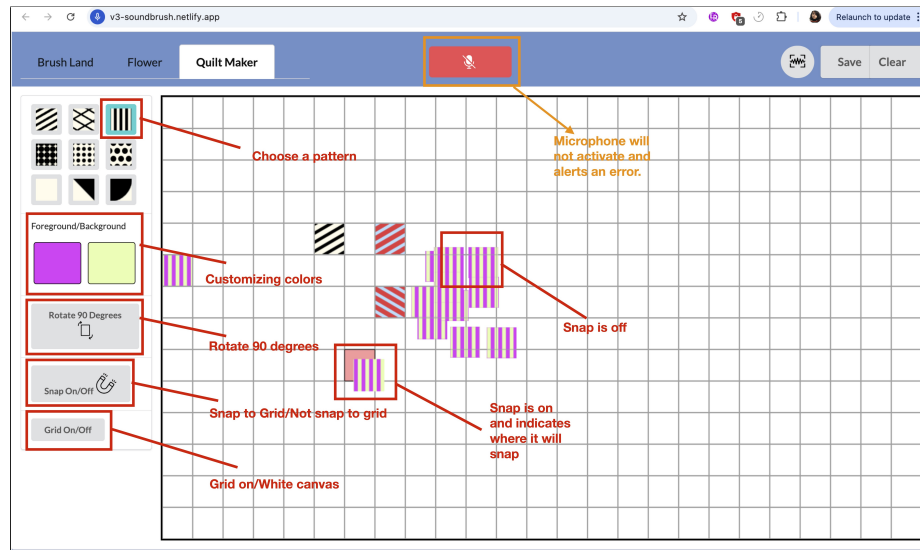 v3-soundbrush.netlify.app
6
Relaunch to update
Brush Land
Flower
Quilt Maker
Save
Clear
Choose a pattern
Microphone will
not activate and
alerts an error.
Foreground/Background
Customizing colors
Rotate 90 Degrees
Rotate 90 degrees
Snap is off
Snap On/Off
Snap to Grid/Not snap to grid
Snap is on
and indicates
where it will
snap
Grid On/Off
Grid on/White canvas